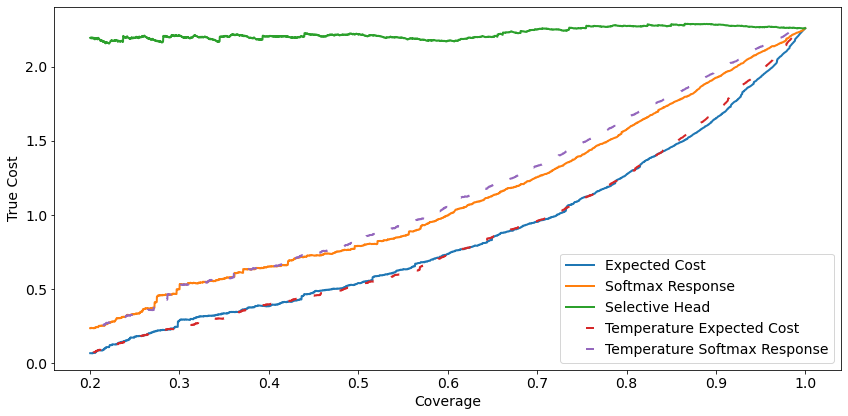 2.0
1.5
1.0
0.5
0.0
True Cost
0.2 0.3 0.4 0.5 0.6 0.7 0.8 0.9 1.0
Coverage
Expected Cost
Softmax Response
Selective Head
Temperature Expected Cost
Temperature Softmax Response